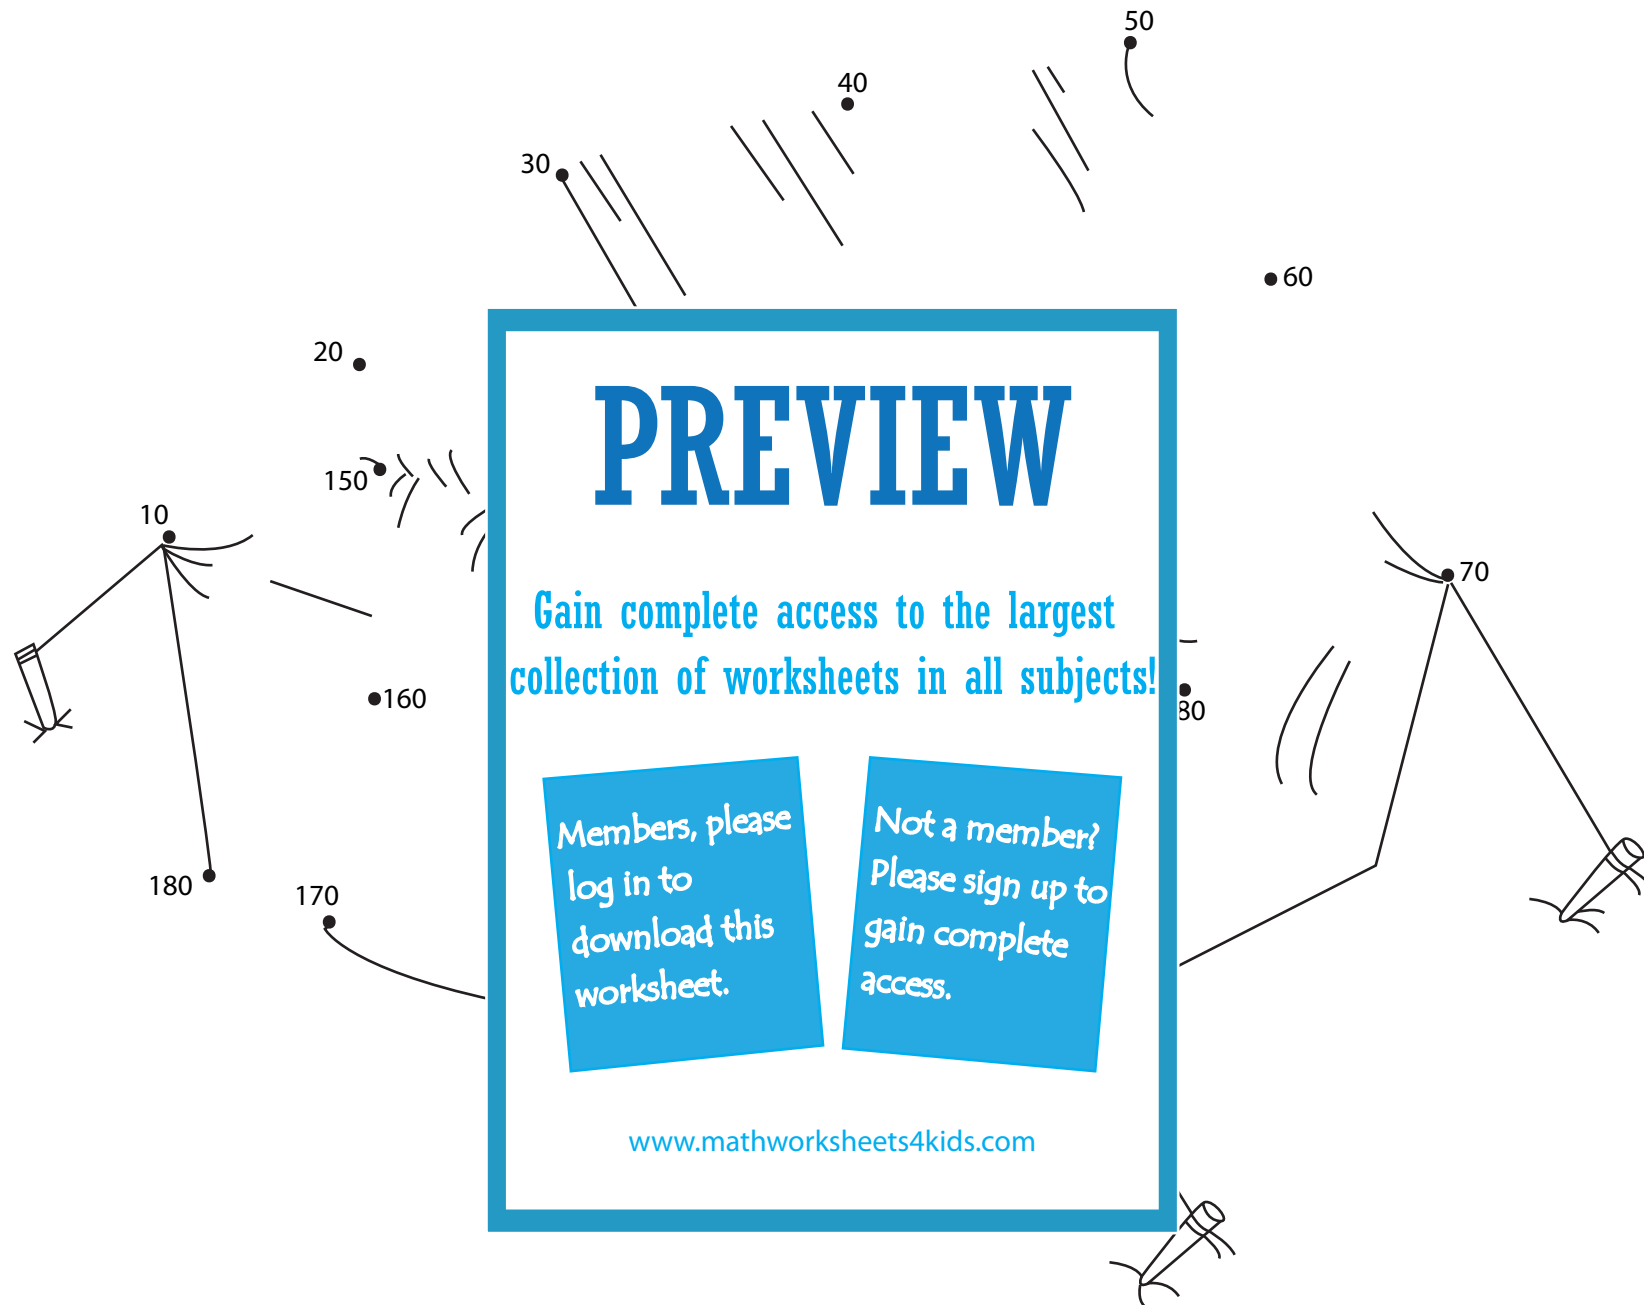 50
40
30
60
20
150
10
70
160
80
180
170
PREVIEW
Gain complete access to the largest
collection of worksheets in all subjects!
Members, please
log in to
download this
worksheet.
Not a member?
Please sign up to
gain complete
access.
www.mathworksheets4kids.com